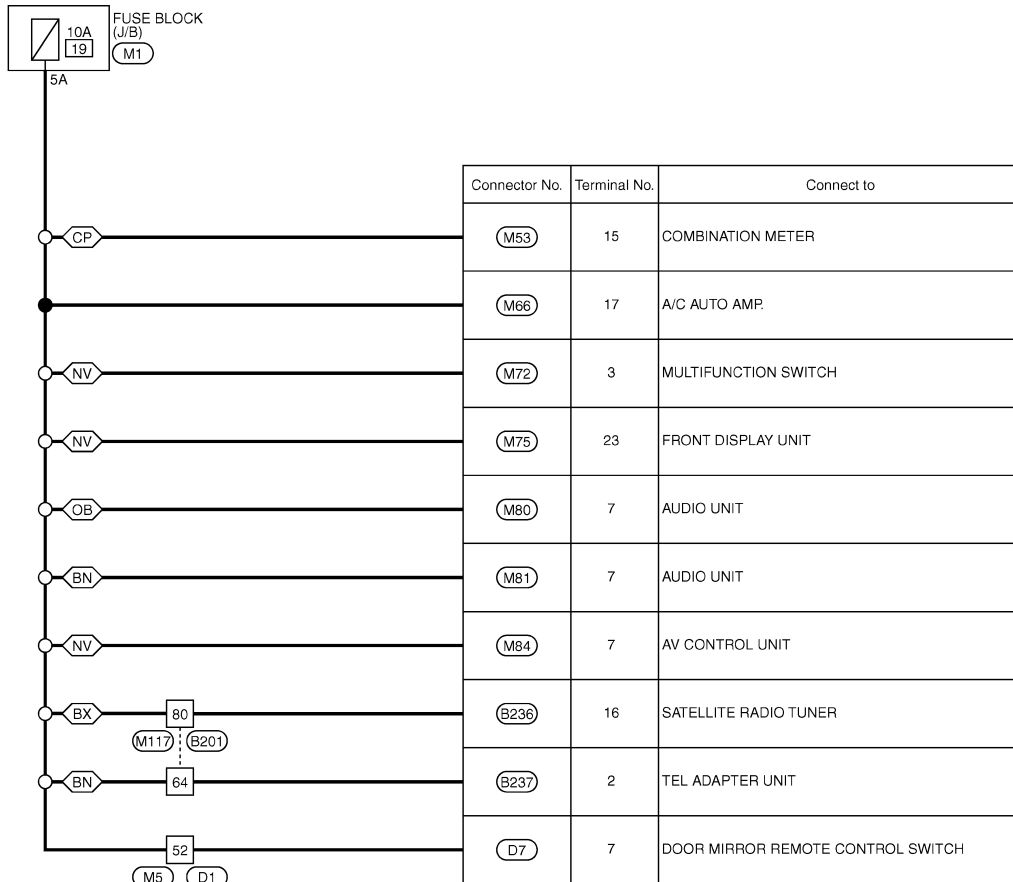 FUSE BLOCK
10A (J/B)
19 M1
5A
Connector No. Terminal No. Connect to
CP M53 15 COMBINATION METER
M66 17 A/C AUTO AMP.
NV M72 3 MULTIFUNCTION SWITCH
NV M75 23 FRONT DISPLAY UNIT
OB M80 7 AUDIO UNIT
BN M81 7 AUDIO UNIT
NV M84 7 AV CONTROL UNIT
BX 80 B236 16 SATELLITE RADIO TUNER
M117 B201
BN 64 B237 2 TEL ADAPTER UNIT
52 D7 7 DOOR MIRROR REMOTE CONTROL SWITCH
M5 D1